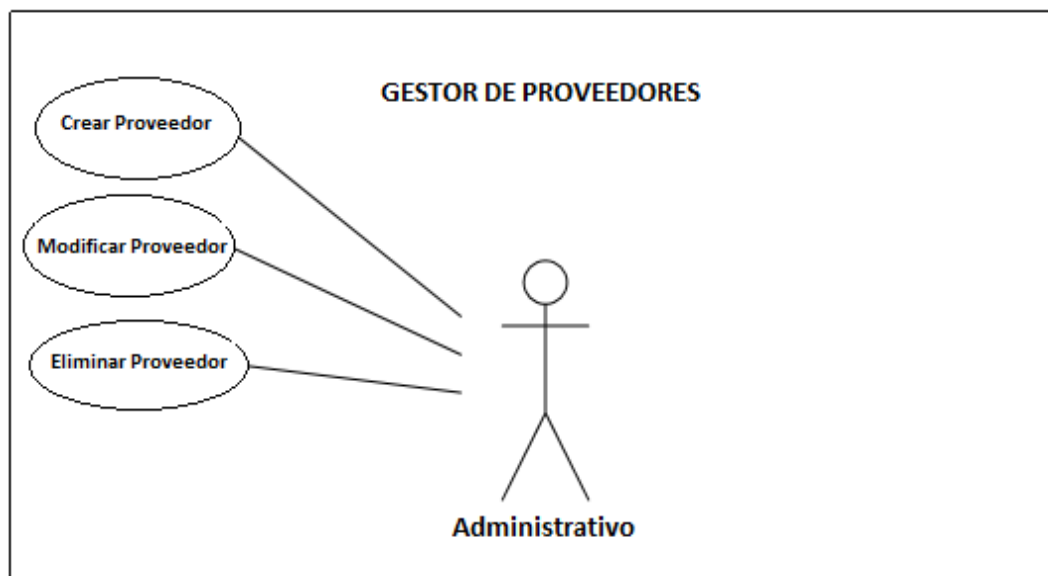 GESTOR DE PROVEEDORES
Crear Proveedor
Modificar Proveedor
Eliminar Proveedor
Administrativo